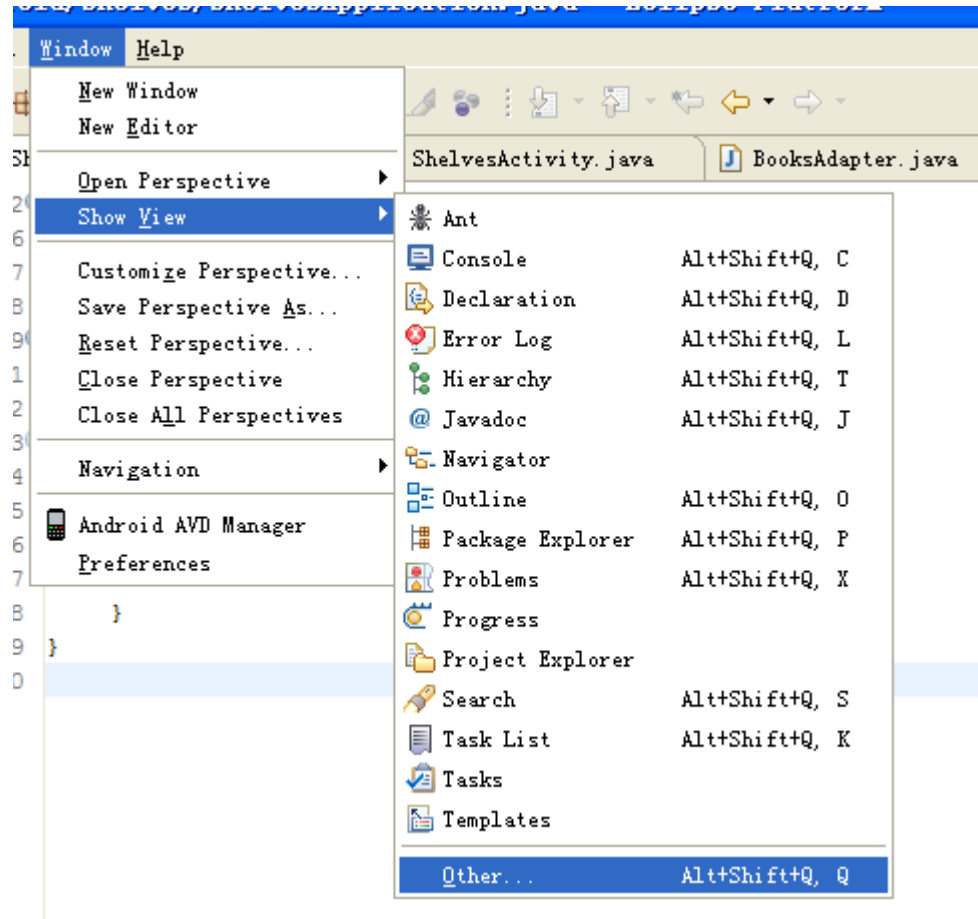 Window Help
New Window
New Editor
ShelvesActivity.java BooksAdapter.java
Open Perspective
Show View
Ant
Console Alt+Shift+Q, C
Customize Perspective...
Declaration Alt+Shift+Q, D
Save Perspective As...
Error Log Alt+Shift+Q, L
Reset Perspective...
Hierarchy Alt+Shift+Q, T
Close Perspective
Javadoc Alt+Shift+Q, J
Close All Perspectives
Navigator
Navigation
Outline Alt+Shift+Q, O
Android AVD Manager
Package Explorer Alt+Shift+Q, P
Preferences
Problems Alt+Shift+Q, X
}
Progress
}
Project Explorer
Search Alt+Shift+Q, S
Task List Alt+Shift+Q, K
Tasks
Templates
Other... Alt+Shift+Q, Q